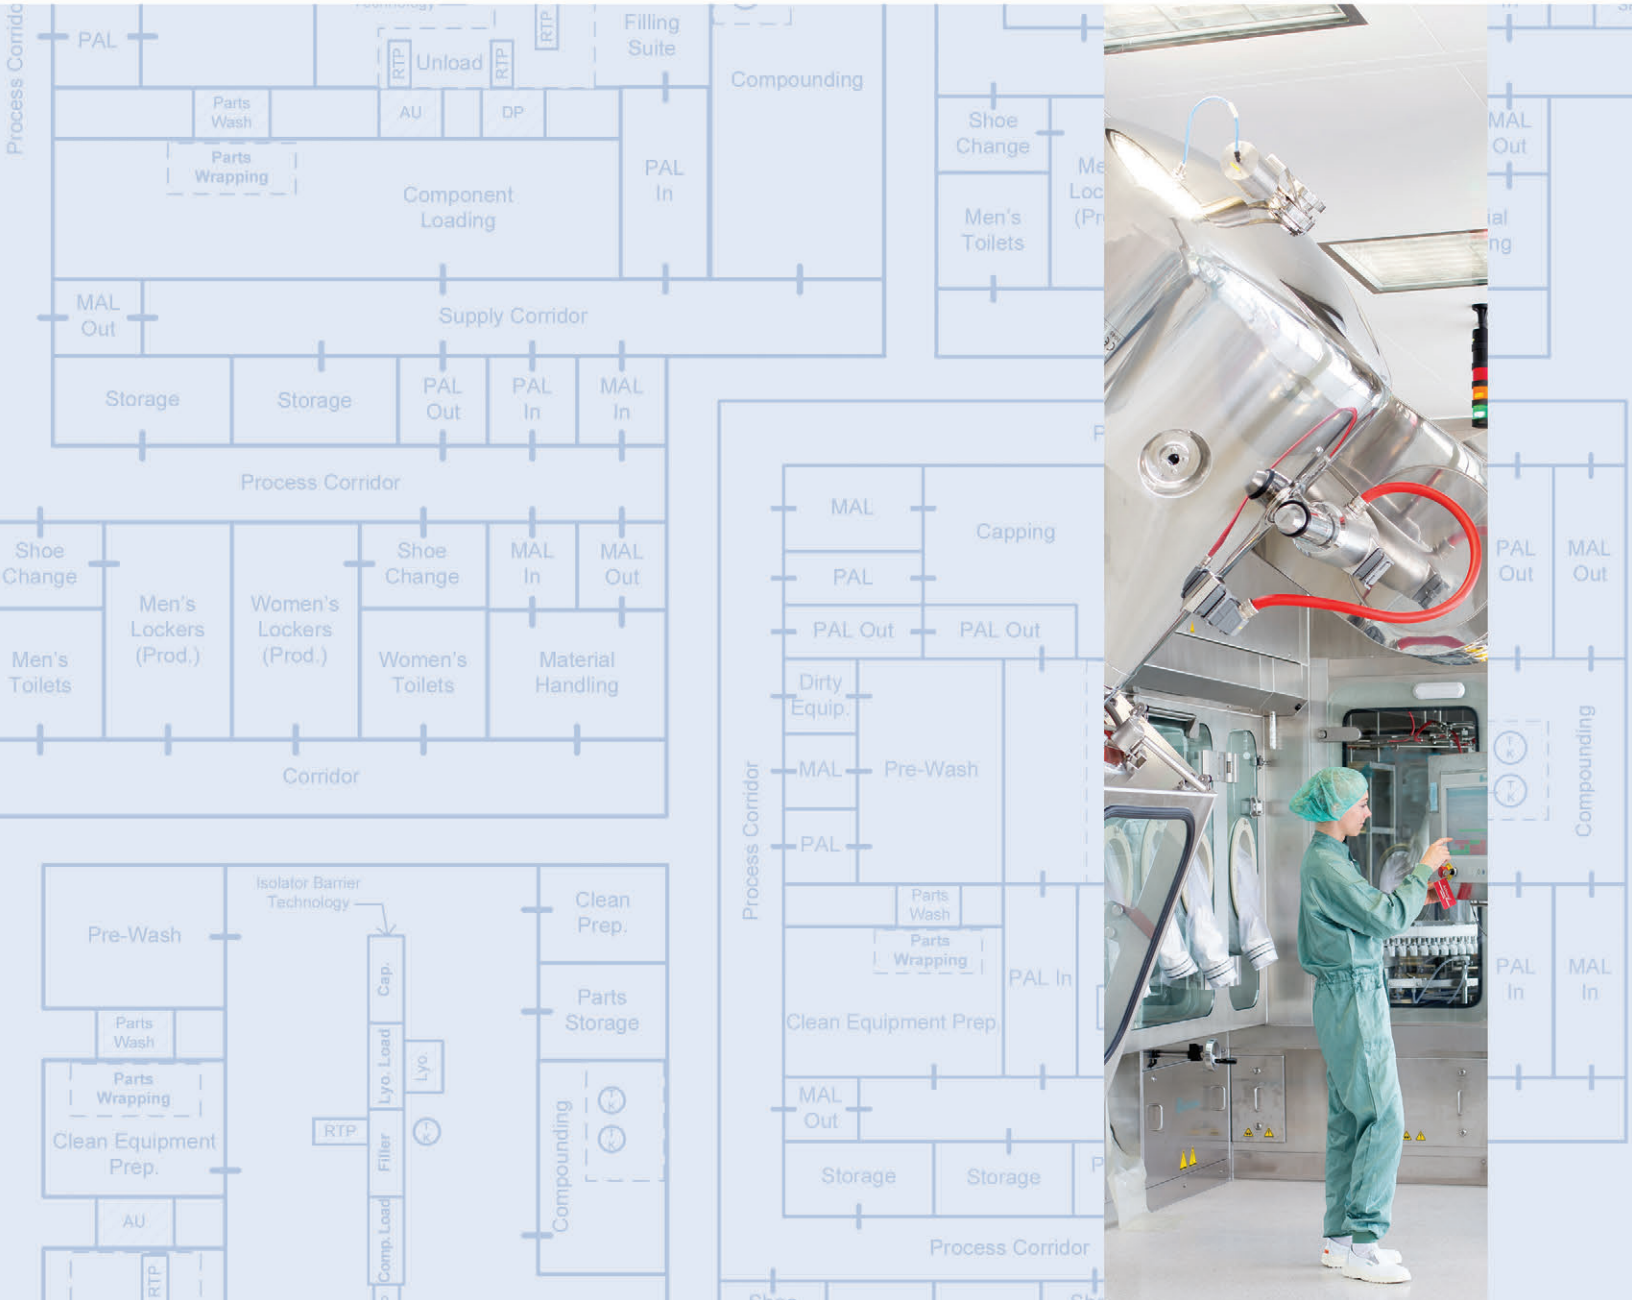 Process Corrido
PAL
RTP
Unload
RTP
RTP
Filling
Suite
Compounding
Parts
Wash
AU
DP
Parts
Wrapping
Component
Loading
PAL
In
MAL
Out
Supply Corridor
Storage
Storage
PAL
Out
PAL
In
MAL
In
Process Corridor
Shoe
Change
Men's
Toilets
Men's
Lockers
(Prod.)
Women's
Lockers
(Prod.)
Shoe
Change
Women's
Toilets
MAL
In
MAL
Out
Material
Handling
Corridor
Shoe
Change
Me
Loc
(Pr
Men's
Toilets
MAL
Out
ial
ng
Pre-Wash
Isolator Barrier
Technology
Clean
Prep.
Cap.
Parts
Storage
Parts
Wash
Lyo. Load
Lyo.
Parts
Wrapping
Clean Equipment
Prep.
RTP
Filler
T
K
Compounding
T
K
T
K
AU
Comp. Load
RTP
MAL
Capping
PAL
PAL Out
PAL Out
Dirty
Equip.
MAL
Pre-Wash
PAL
Process Corridor
Parts
Wash
Parts
Wrapping
PAL In
Clean Equipment Prep.
MAL
Out
Storage
Storage
P
Process Corridor
PAL
Out
MAL
Out
T
K
T
K
Compounding
PAL
In
MAL
In